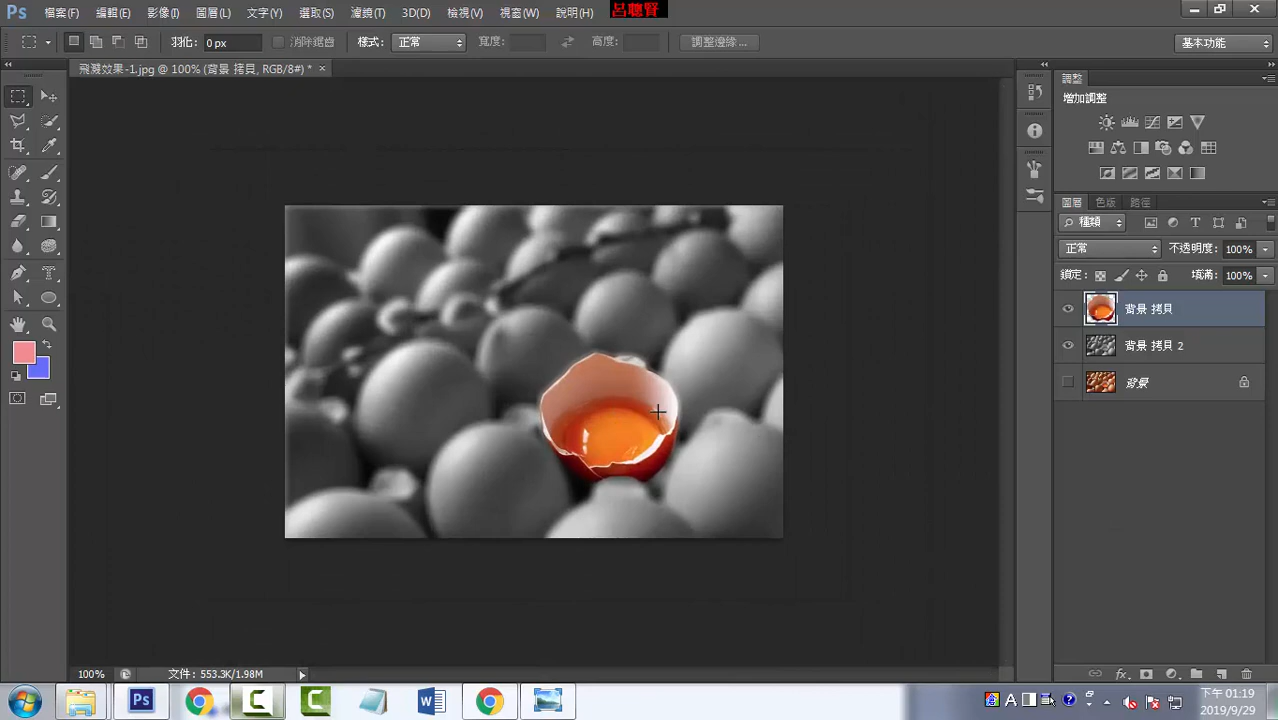 Ps 檔案(F) 編輯(E) 影像(I) 圖層(L) 文字(Y) 選取(S) 濾鏡(T) 3D(D) 檢視(V) 視窗(W) 說明(H) 呂聰賢
羽化: 0 px 消除鋸齒 樣式: 正常 寬度: 高度: 調整邊緣... 基本功能
飛濺效果-1.jpg @ 100% (背景 拷貝, RGB/8#) * ×
調整
增加調整
圖層 色版 路徑
種類
正常 不透明度: 100%
鎖定: 填滿: 100%
背景 拷貝
背景 拷貝 2
背景
100% 文件: 553.3K/1.98M
下午 01:19
2019/9/29